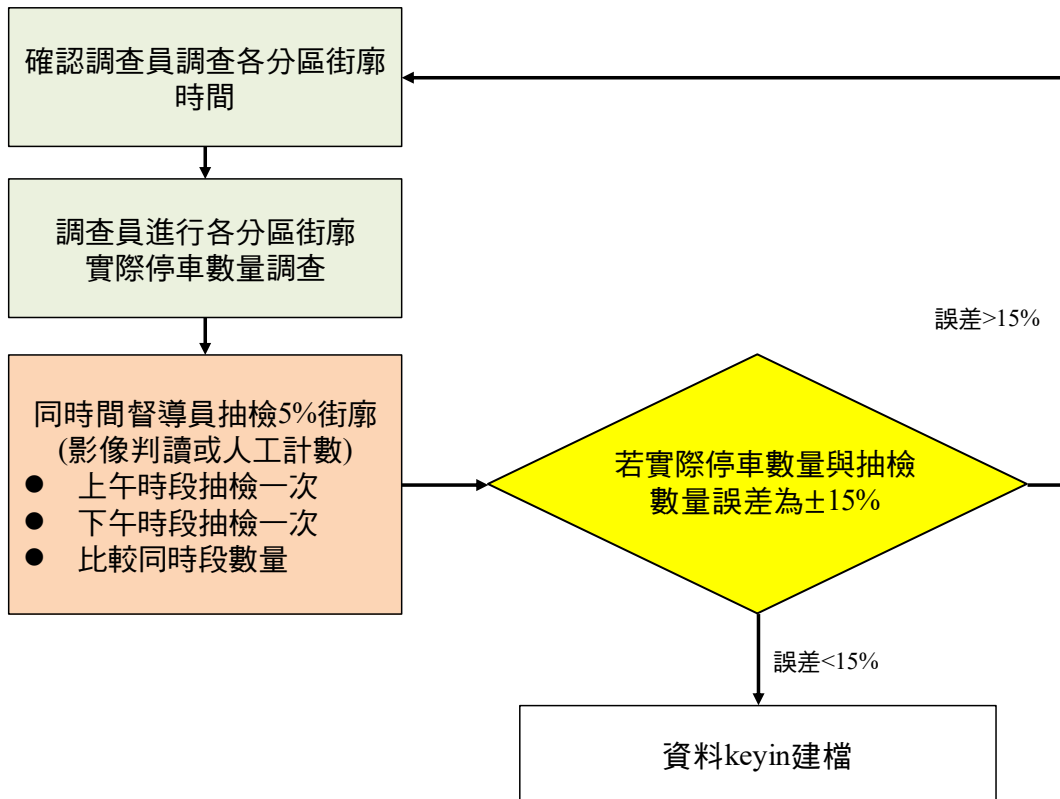 確認調查員調查各分區街廓
時間
調查員進行各分區街廓
實際停車數量調查
誤差>15%
同時間督導員抽檢5%街廓
(影像判讀或人工計數)
● 上午時段抽檢一次
● 下午時段抽檢一次
● 比較同時段數量
若實際停車數量與抽檢
數量誤差為±15%
誤差<15%
資料keyin建檔